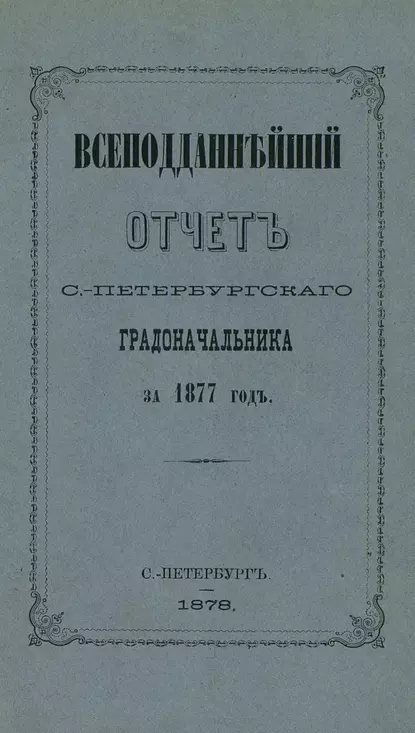 ВСЕПОДДАННѢЙШІЙ
ОТЧЕТЪ
С.-ПЕТЕРБУРГСКАГО
ГРАДОНАЧАЛЬНИКА
ЗА 1877 ГОДЪ.
С.-ПЕТЕРБУРГЪ.
1878.